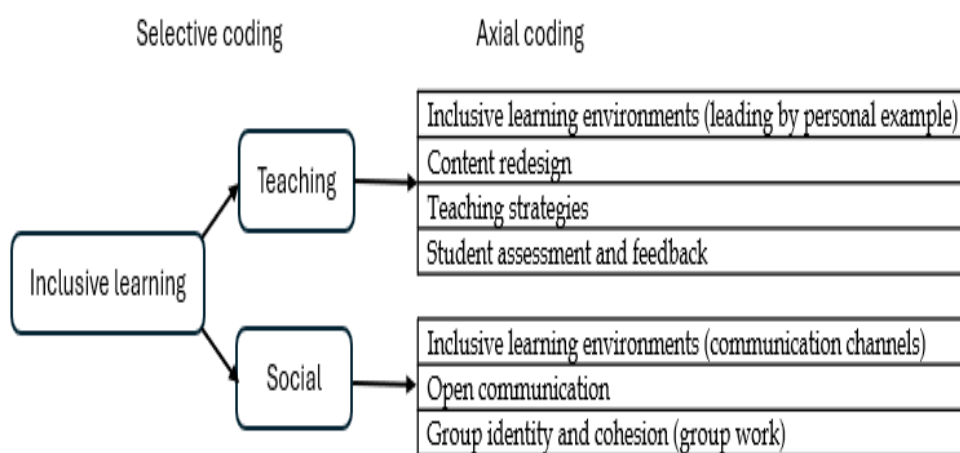 Selective coding
Axial coding
Inclusive learning
Teaching
Inclusive learning environments (leading by personal example)
Content redesign
Teaching strategies
Student assessment and feedback
Social
Inclusive learning environments (communication channels)
Open communication
Group identity and cohesion (group work)